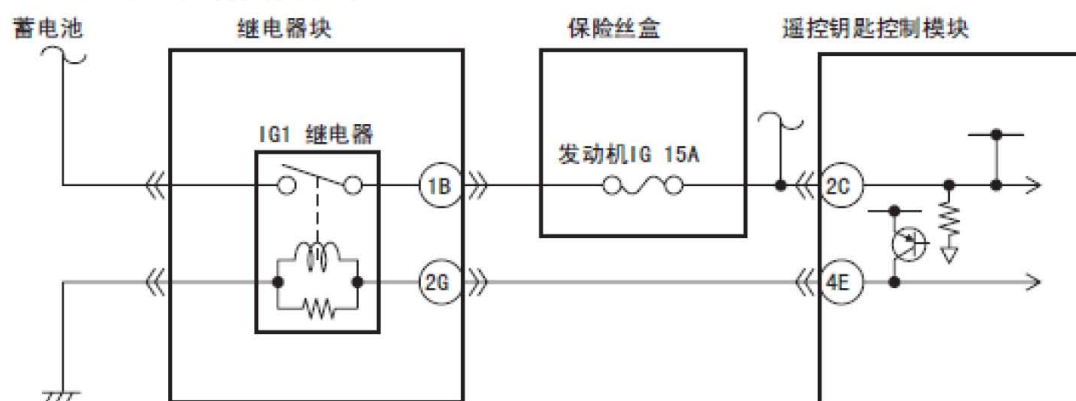 蓄电池
继电器块
保险丝盒
遥控钥匙控制模块
IG1 继电器
发动机IG 15A
1B
2C
2G
4E